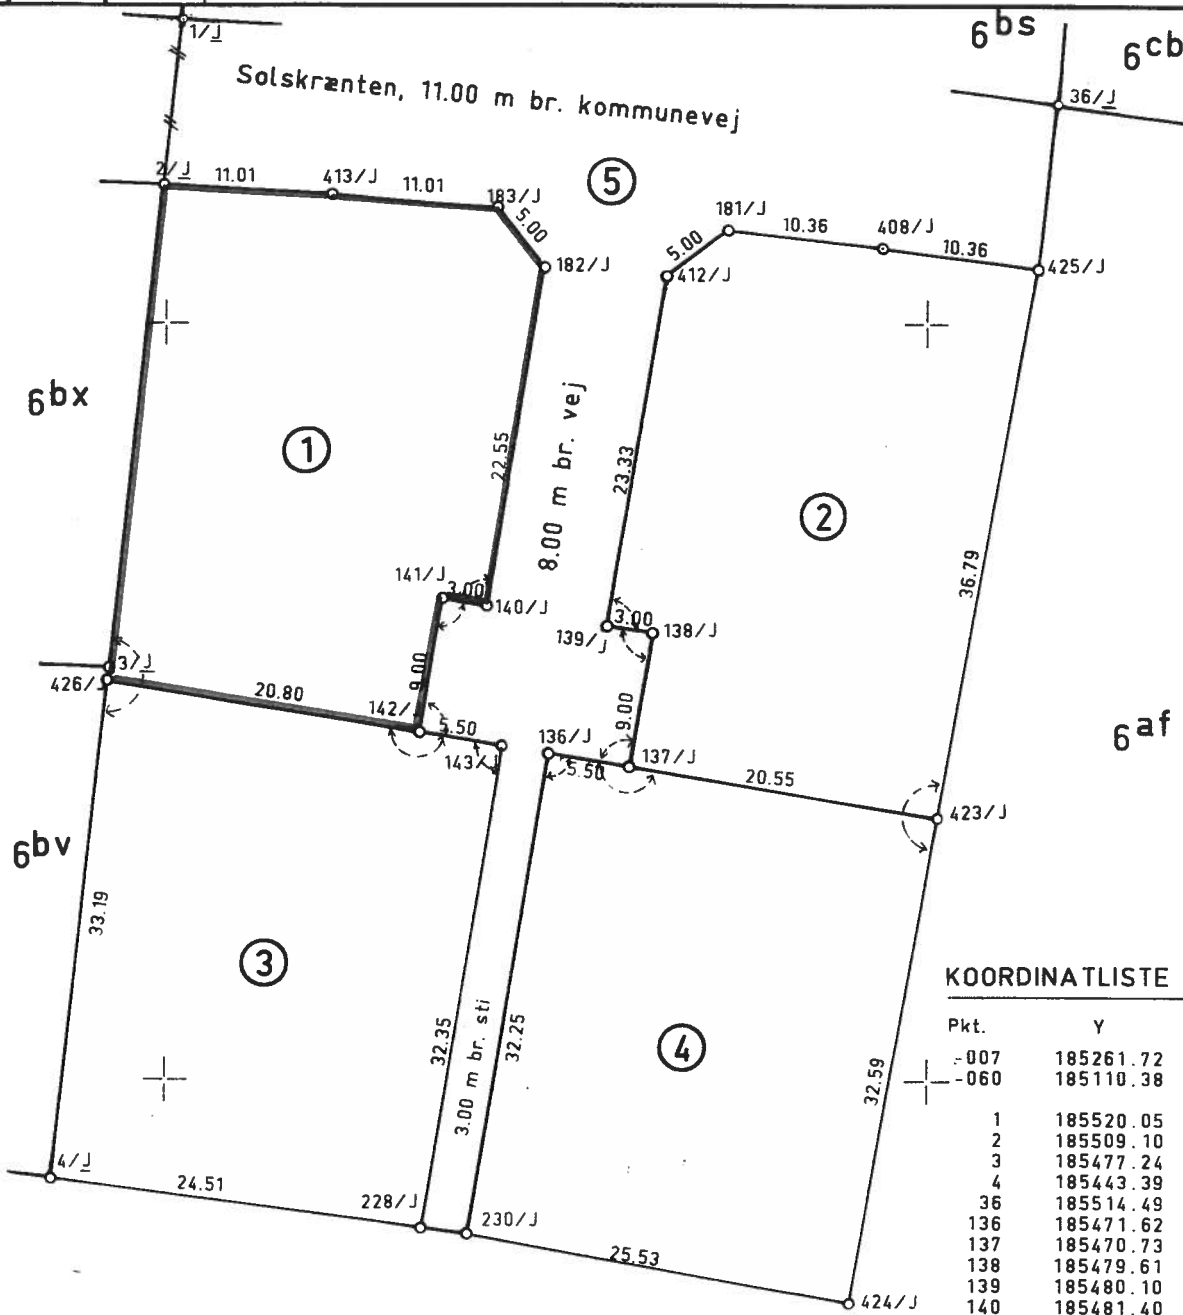 1/J
6bs
6cb
Solskrænten, 11.00 m br. kommunevej
36/J
2/J
11.01
413/J
11.01
183/J
5.00
182/J
5
181/J
5.00
412/J
10.36
408/J
10.36
425/J
6bx
1
22.55
8.00 m br. vej
23.33
2
36.79
141/J
3.00
140/J
139/J
3.00
138/J
3/J
426/J
20.80
9.00
142/J
5.50
143/J
136/J
5.50
9.00
137/J
20.55
423/J
6af
6bv
33.19
3
32.35
3.00 m br. sti
32.25
4
32.59
4/J
24.51
228/J
230/J
25.53
424/J
KOORDINATLISTE
Pkt. Y
-007 185261.72
-060 185110.38
1 185520.05
2 185509.10
3 185477.24
4 185443.39
36 185514.49
136 185471.62
137 185470.73
138 185479.61
139 185480.10
140 185481.40